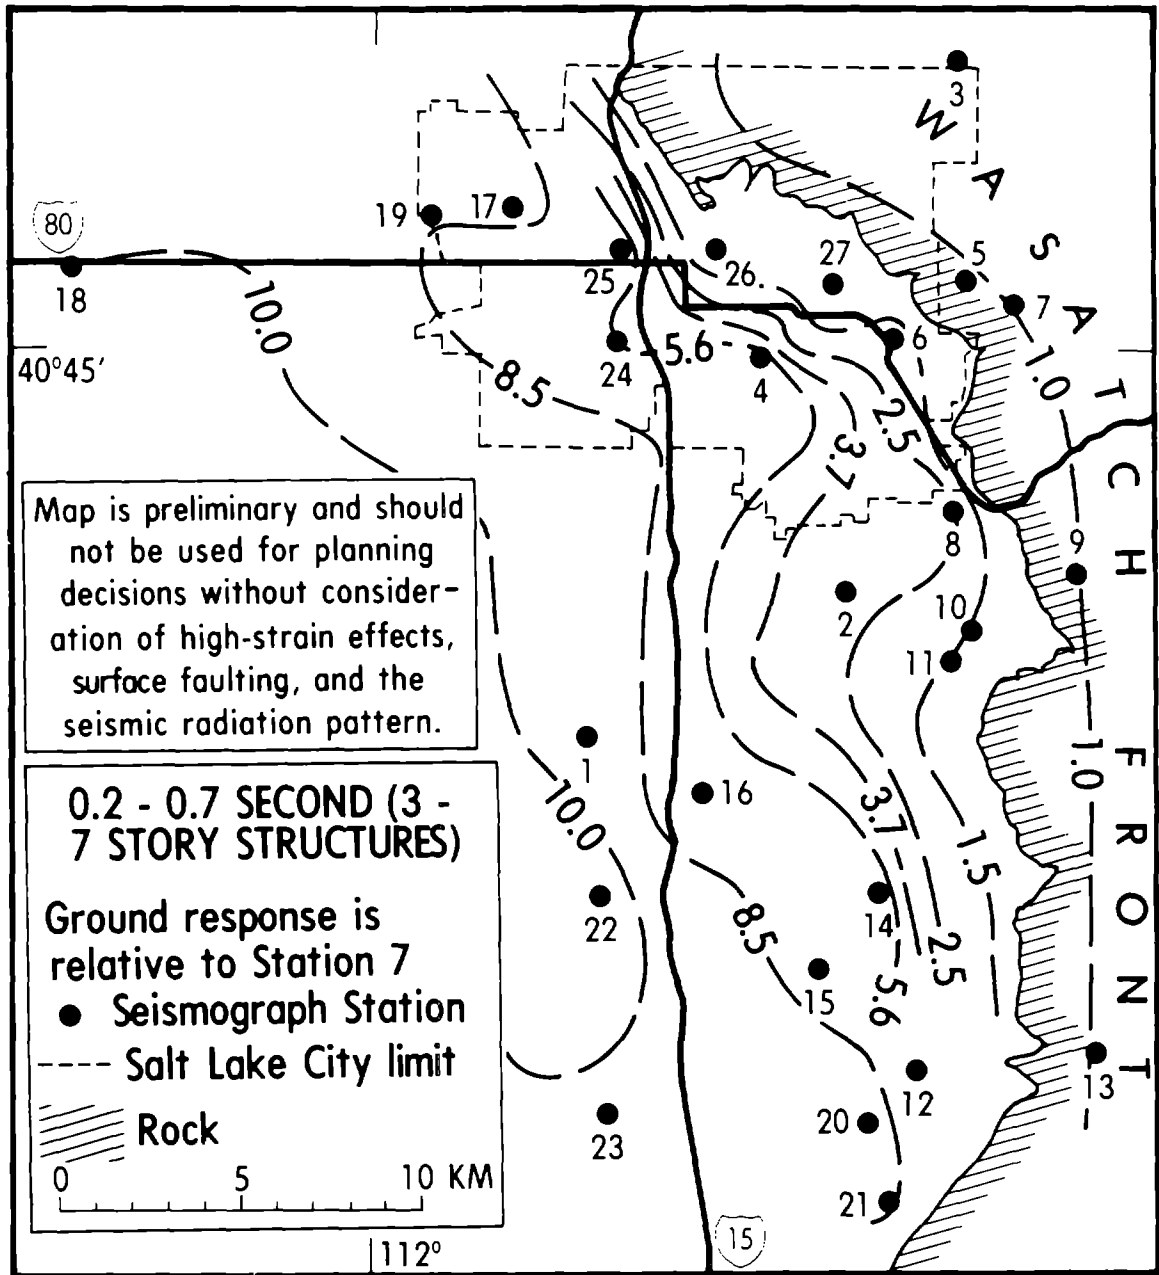 3
W
A
S
A
T
C
H
F
R
O
N
T
19
17
80
18
10.0
25
26.
27
5
7
6
1.0
40°45′
24
5.6
4
8.5
2.5
3.7
Map is preliminary and should
not be used for planning
decisions without consider-
ation of high-strain effects,
surface faulting, and the
seismic radiation pattern.
8
9
2
10
11
1
16
10.0
1.0
3.7
1.5
0.2 - 0.7 SECOND (3 -
7 STORY STRUCTURES)
Ground response is
relative to Station 7
Seismograph Station
Salt Lake City limit
Rock
0 5 10 KM
22
14
8.5
2.5
15
5.6
12
13
20
23
21
15
112°